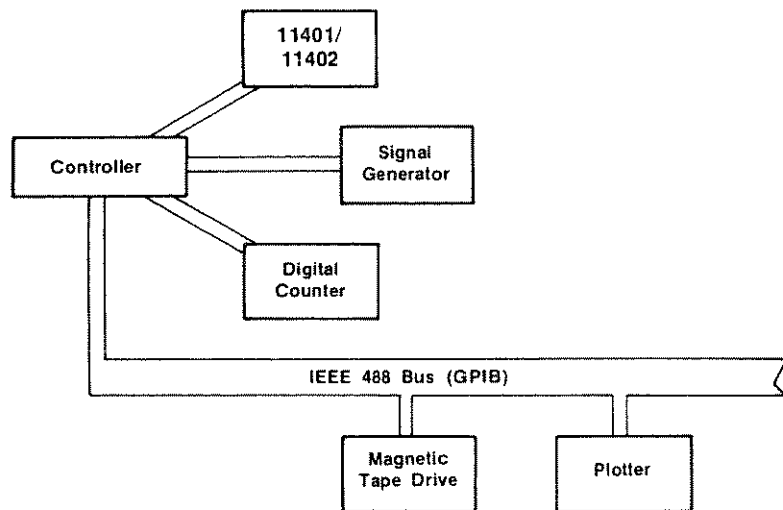 11401/
11402
Controller
Signal
Generator
Digital
Counter
IEEE 488 Bus (GPIB)
Magnetic
Tape Drive
Plotter